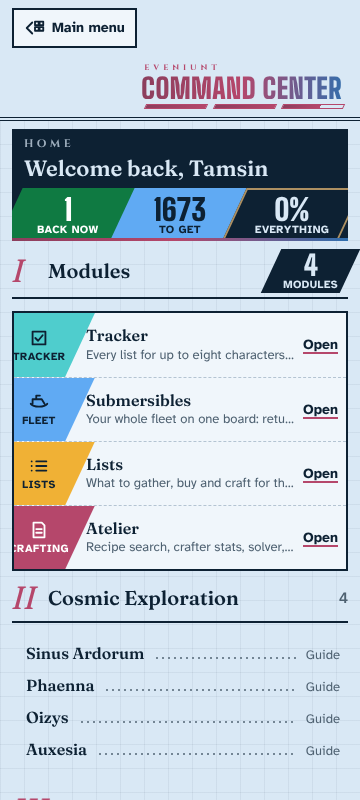 Main menu
EVENIUNT
COMMAND CENTER
HOME
Welcome back, Tamsin
1 1673 0%
BACK NOW TO GET EVERYTHING
I Modules 4 MODULES
Tracker
TRACKER Every list for up to eight characters... Open
Submersibles
FLEET Your whole fleet on one board: retu... Open
Lists
LISTS What to gather, buy and craft for th... Open
Atelier
CRAFTING Recipe search, crafter stats, solver,... Open
II Cosmic Exploration 4
Sinus Ardorum Guide
Phaenna Guide
Oizys Guide
Auxesia Guide